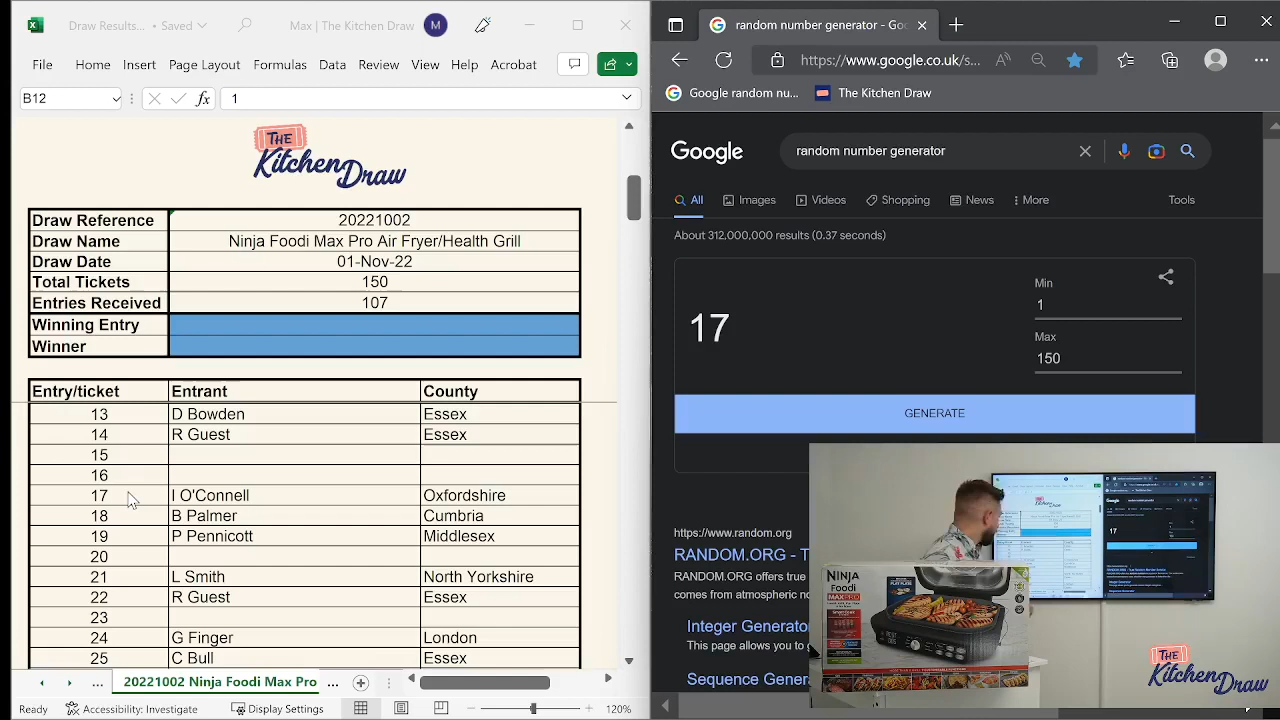 Draw Results... • Saved
Max | The Kitchen Draw
M
File Home Insert Page Layout Formulas Data Review View Help Acrobat
B12
fx
1
THE
Kitchen Draw
Draw Reference 20221002
Draw Name Ninja Foodi Max Pro Air Fryer/Health Grill
Draw Date 01-Nov-22
Total Tickets 150
Entries Received 107
Winning Entry
Winner
Entry/ticket Entrant County
13 D Bowden Essex
14 R Guest Essex
15
16
17 I O'Connell Oxfordshire
18 B Palmer Cumbria
19 P Pennicott Middlesex
20
21 L Smith North Yorkshire
22 R Guest Essex
23
24 G Finger London
25 C Bull Essex
... 20221002 Ninja Foodi Max Pro ...
Ready Accessibility: Investigate Display Settings 120%
random number generator - Goo
https://www.google.co.uk/s...
Google random nu... The Kitchen Draw
Google
random number generator
All Images Videos Shopping News More Tools
About 312,000,000 results (0.37 seconds)
17
Min
1
Max
150
GENERATE
https://www.random.org
RANDOM.ORG - T
RANDOM.ORG offers true
comes from atmospheric no
Integer Generato
This page allows you to g
Sequence Gener
NINJA
Foodi
MAXPRO
THE
Kitchen Draw